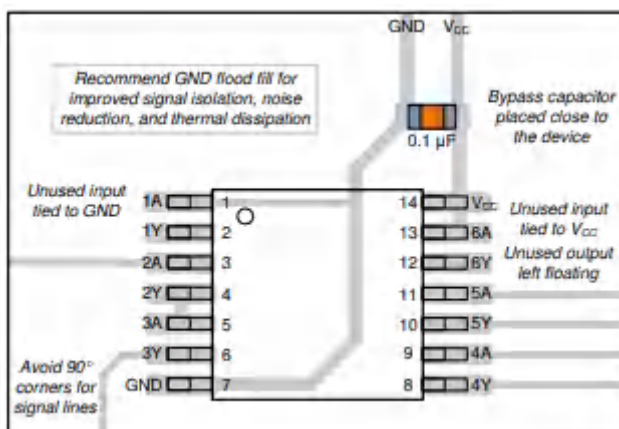 GND VCC
Recommend GND flood fill for
improved signal isolation, noise
reduction, and thermal dissipation
Bypass capacitor
placed close to
the device
0.1 µF
Unused input
tied to GND
1A 1 14 VCC
Unused input
tied to VCC
1Y 2 13 6A
2A 3 12 6Y
Unused output
left floating
2Y 4 11 5A
3A 5 10 5Y
3Y 6 9 4A
GND 7 8 4Y
Avoid 90°
corners for
signal lines